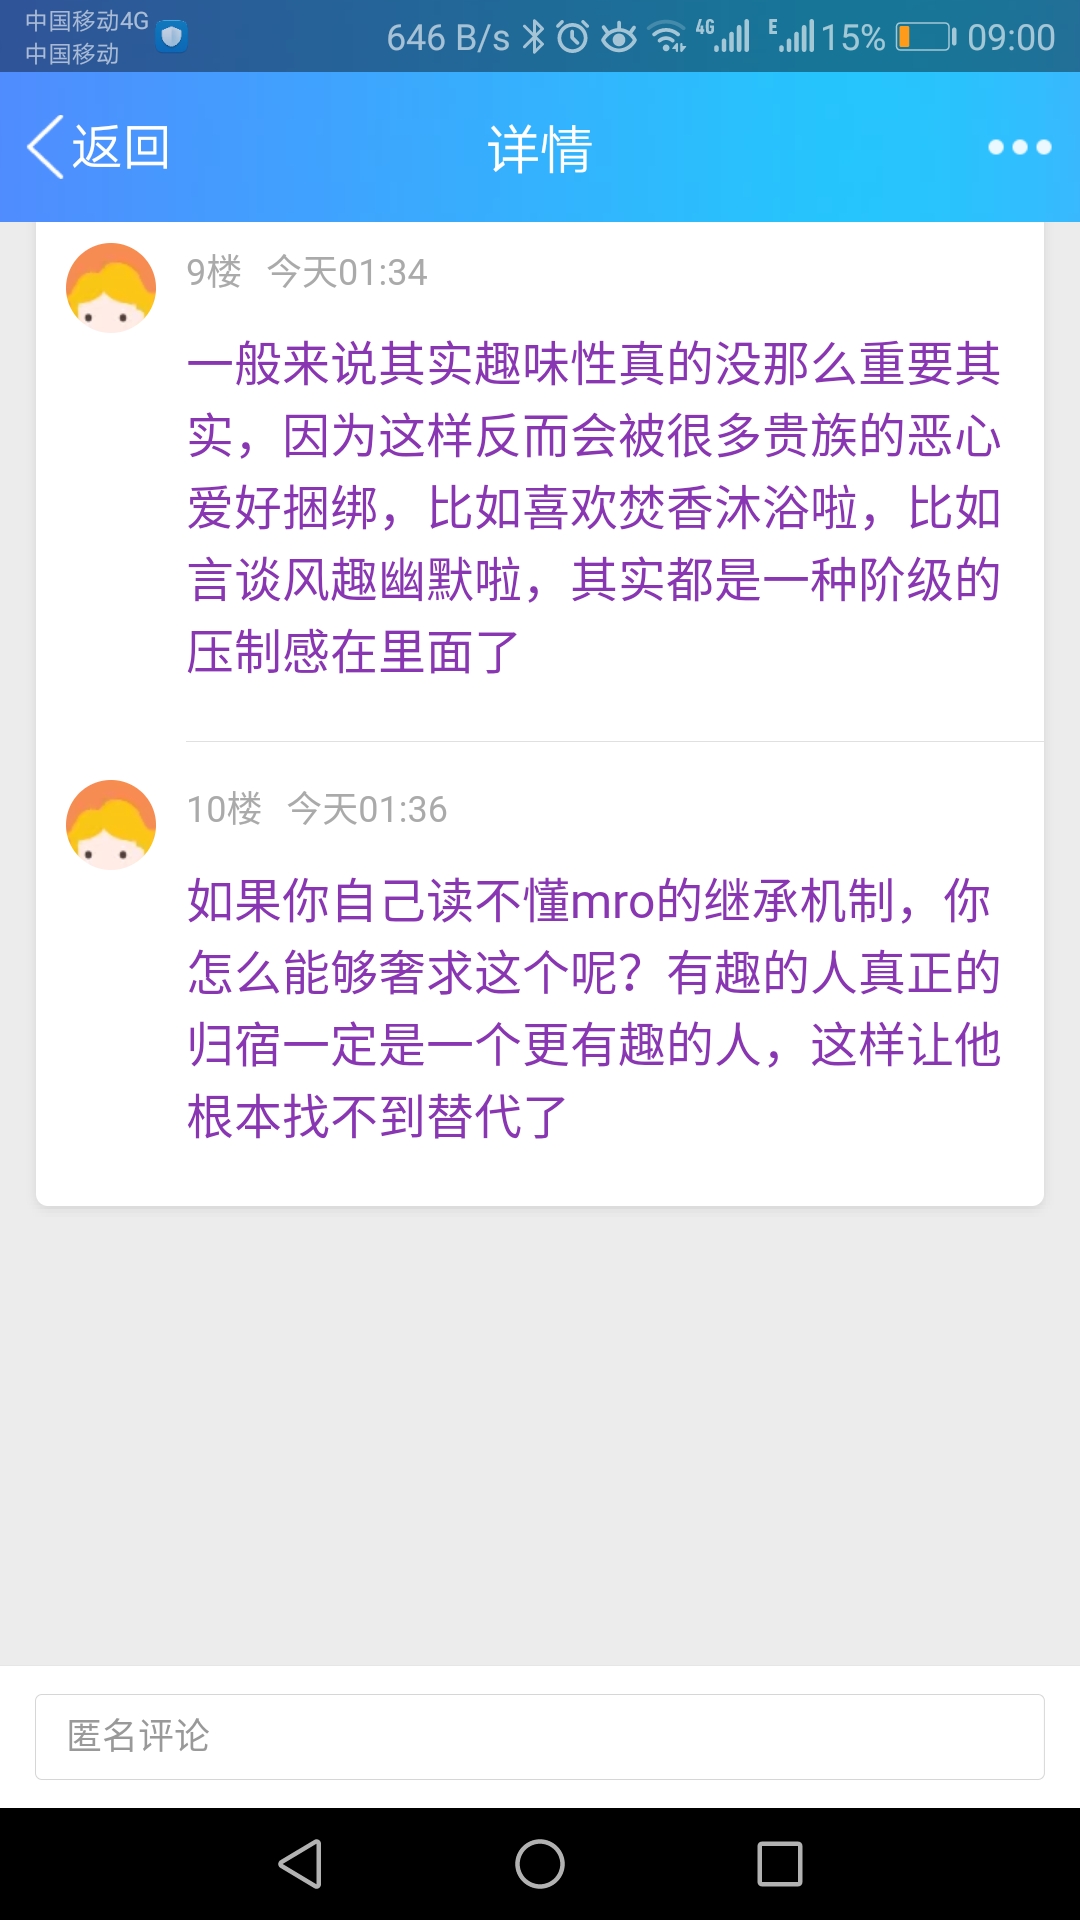 中国移动4G
中国移动
646 B/s
4G
E
15%
09:00
返回
详情
9楼 今天01:34
一般来说其实趣味性真的没那么重要其
实，因为这样反而会被很多贵族的恶心
爱好捆绑，比如喜欢焚香沐浴啦，比如
言谈风趣幽默啦，其实都是一种阶级的
压制感在里面了
10楼 今天01:36
如果你自己读不懂mro的继承机制，你
怎么能够奢求这个呢？有趣的人真正的
归宿一定是一个更有趣的人，这样让他
根本找不到替代了
匿名评论